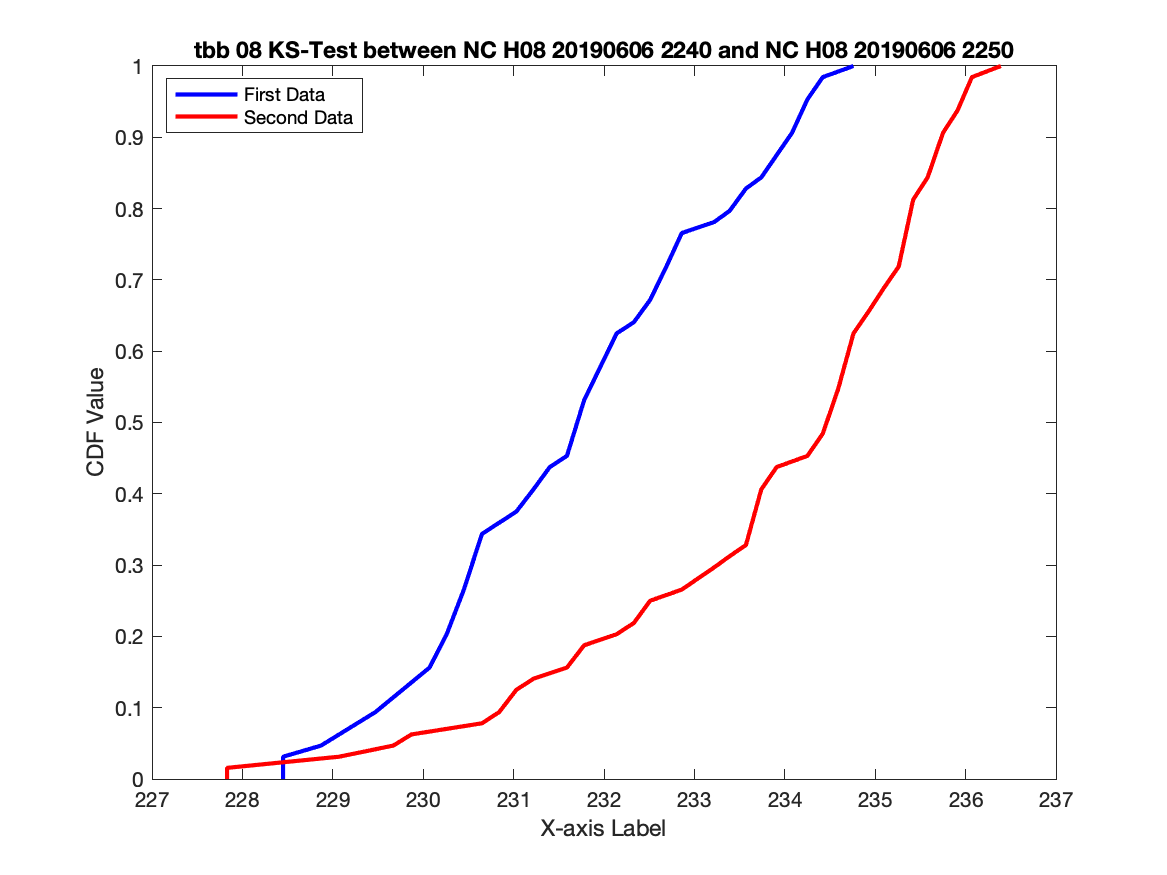 tbb 08 KS-Test between NC H08 20190606 2240 and NC H08 20190606 2250
First Data
Second Data
1
0.9
0.8
0.7
0.6
0.5
0.4
0.3
0.2
0.1
0
CDF Value
227 228 229 230 231 232 233 234 235 236 237
X-axis Label